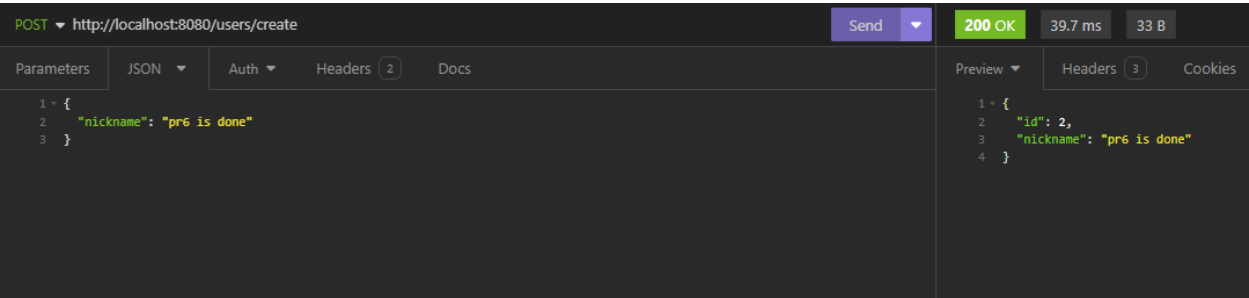 POST http://localhost:8080/users/create Send 200 OK 39.7 ms 33 B
Parameters JSON Auth Headers 2 Docs Preview Headers 3 Cookies
1 {
2 "nickname": "pr6 is done"
3 }
1 {
2 "id": 2,
3 "nickname": "pr6 is done"
4 }